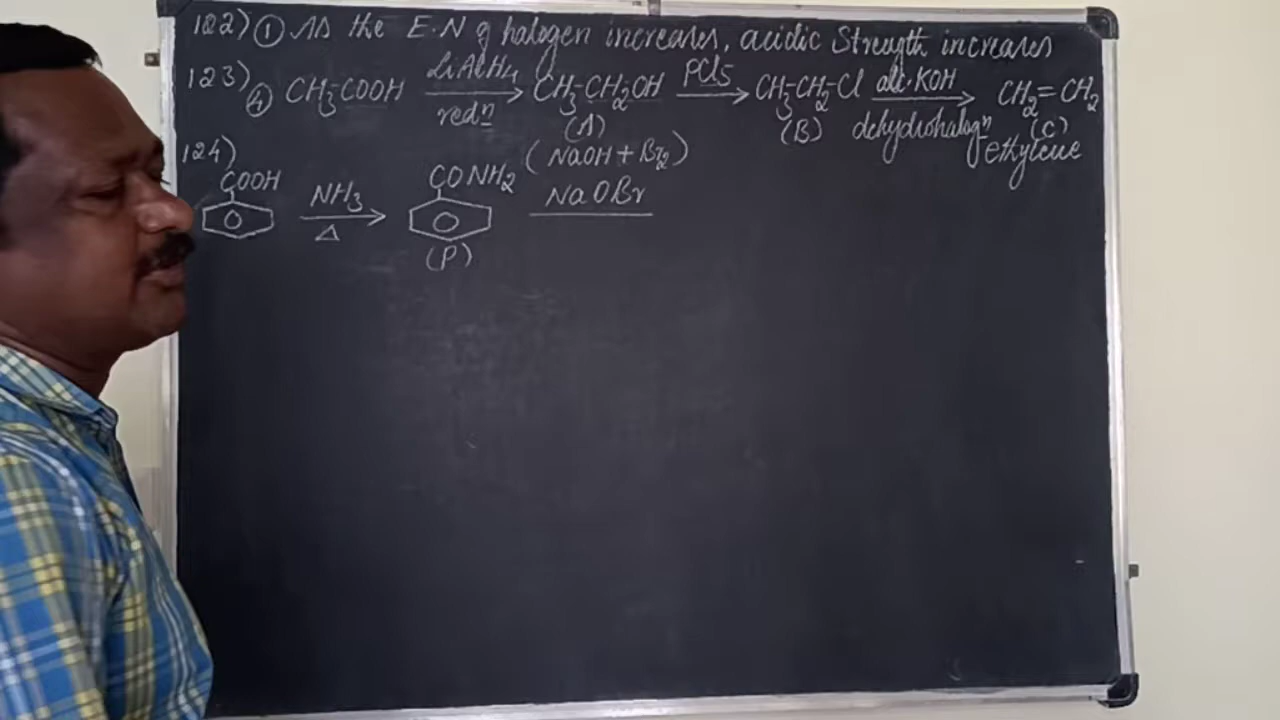 122) ① As the E.N of halogen increases, acidic strength increases
123) ④ CH3-COOH LiAlH4 redn CH3-CH2OH (A) PCl5 CH3-CH2-Cl (B) alc.KOH dehydrohalogn CH2=CH2 (C) ethylene
124) COOH NH3 Δ CONH2 (P) (NaOH+Br2) NaOBr